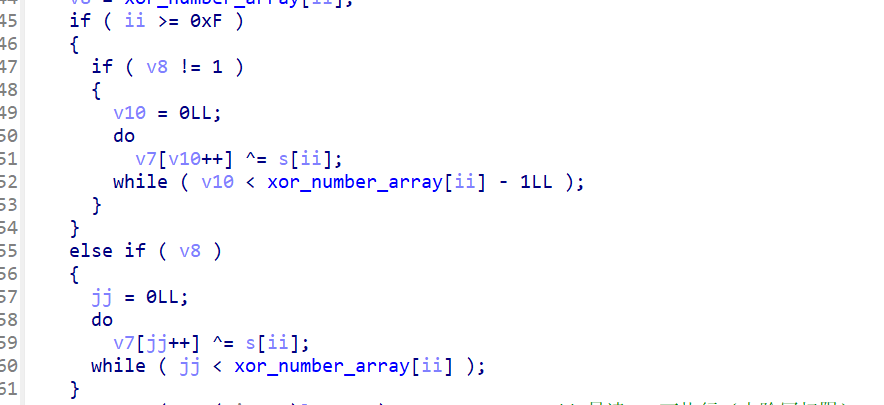 v8 = xor_number_array[ii];
45 if ( ii >= 0xF )
46 {
47 if ( v8 != 1 )
48 {
49 v10 = 0LL;
50 do
51 v7[v10++] ^= s[ii];
52 while ( v10 < xor_number_array[ii] - 1LL );
53 }
54 }
55 else if ( v8 )
56 {
57 jj = 0LL;
58 do
59 v7[jj++] ^= s[ii];
60 while ( jj < xor_number_array[ii] );
61 }